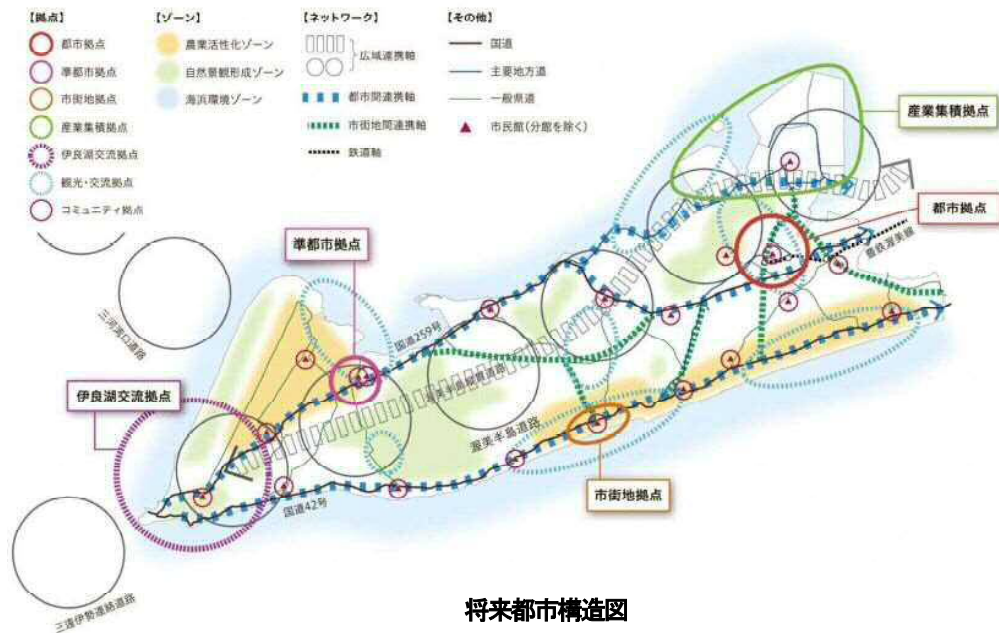 【拠点】
都市拠点
準都市拠点
市街地拠点
産業集積拠点
伊良湖交流拠点
観光・交流拠点
コミュニティ拠点
【ゾーン】
農業活性化ゾーン
自然景観形成ゾーン
海浜環境ゾーン
【ネットワーク】
広域連携軸
都市間連携軸
市街地間連携軸
鉄道軸
【その他】
国道
主要地方道
一般県道
市民館(分館を除く)
産業集積拠点
都市拠点
豊鉄渥美線
準都市拠点
三河湾口道路
国道259号
渥美半島縦貫道路
伊良湖交流拠点
渥美半島道路
市街地拠点
国道42号
三遠伊勢連絡道路
将来都市構造図